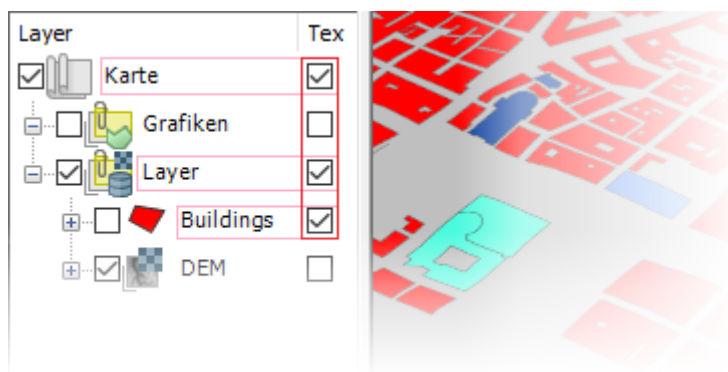 Layer Tex
Karte
Grafiken
Layer
Buildings
DEM